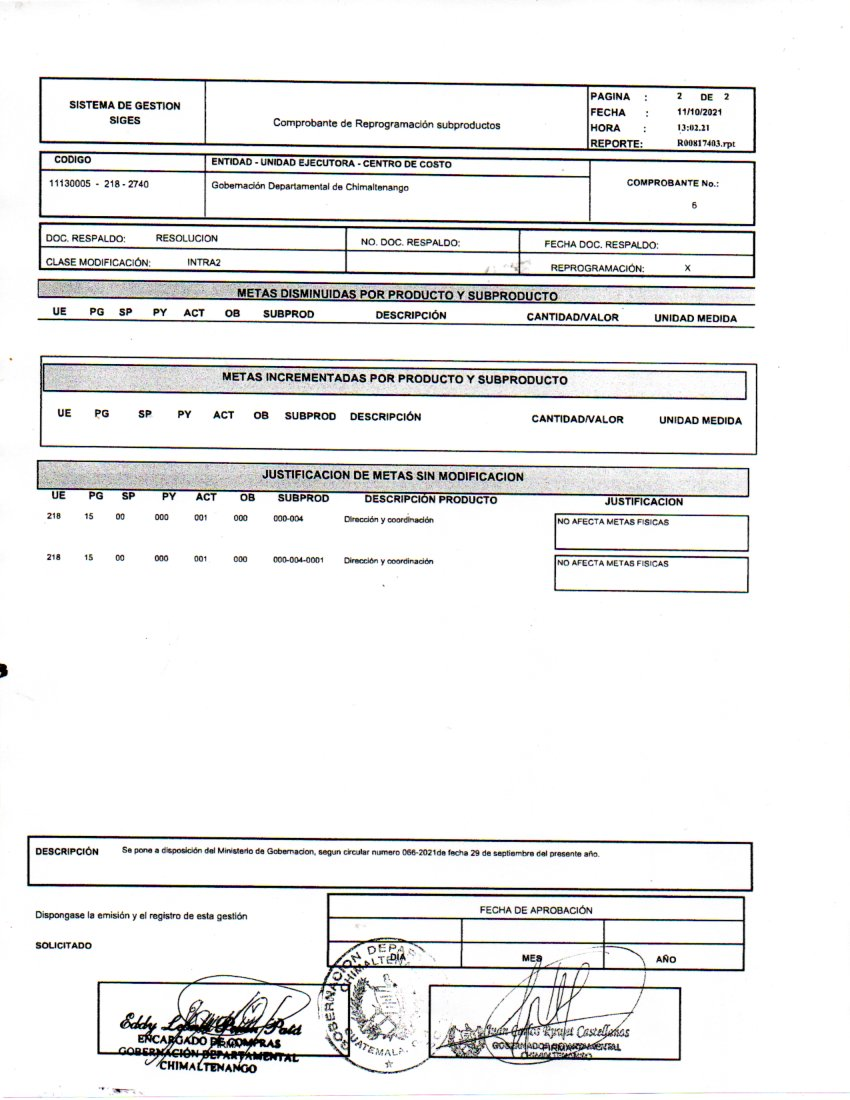 SISTEMA DE GESTION
SIGES
Comprobante de Reprogramación subproductos
PAGINA : 2 DE 2
FECHA : 11/10/2021
HORA : 13:02.21
REPORTE: R00817403.rpt
CODIGO
ENTIDAD - UNIDAD EJECUTORA - CENTRO DE COSTO
11130005 - 218 - 2740
Gobernación Departamental de Chimaltenango
COMPROBANTE No.:
6
DOC. RESPALDO: RESOLUCION
NO. DOC. RESPALDO:
FECHA DOC. RESPALDO:
CLASE MODIFICACIÓN: INTRA2
REPROGRAMACIÓN: X
METAS DISMINUIDAS POR PRODUCTO Y SUBPRODUCTO
UE PG SP PY ACT OB SUBPROD DESCRIPCIÓN CANTIDAD/VALOR UNIDAD MEDIDA
METAS INCREMENTADAS POR PRODUCTO Y SUBPRODUCTO
UE PG SP PY ACT OB SUBPROD DESCRIPCIÓN CANTIDAD/VALOR UNIDAD MEDIDA
JUSTIFICACION DE METAS SIN MODIFICACION
UE PG SP PY ACT OB SUBPROD DESCRIPCIÓN PRODUCTO JUSTIFICACION
218 15 00 000 001 000 000-004 Dirección y coordinación NO AFECTA METAS FISICAS
218 15 00 000 001 000 000-004-0001 Dirección y coordinación NO AFECTA METAS FISICAS
DESCRIPCIÓN Se pone a disposición del Ministerio de Gobernacion, segun circular numero 066-2021de fecha 29 de septiembre del presente año.
Dispongase la emisión y el registro de esta gestión
FECHA DE APROBACIÓN
SOLICITADO
DIA MES AÑO
GOBERNACION DEPA
CHIMALTENA
GUATEMALA, C.
Eddy
ENCARGADO DE COMPRAS
GOBERNACIÓN DEPARTAMENTAL
CHIMALTENANGO
Castellanos
FIRMA